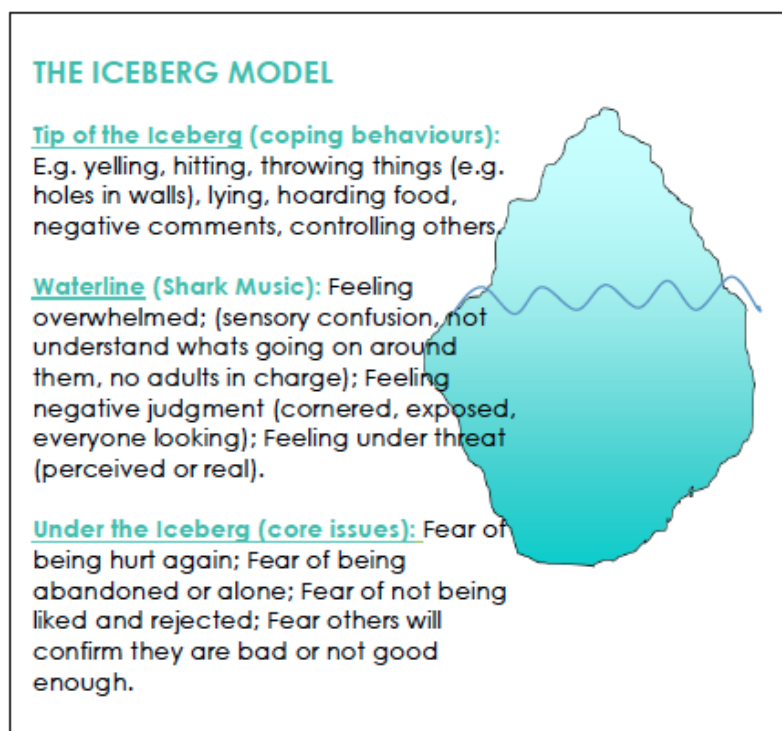 THE ICEBERG MODEL
Tip of the Iceberg (coping behaviours):
E.g. yelling, hitting, throwing things (e.g.
holes in walls), lying, hoarding food,
negative comments, controlling others.
Waterline (Shark Music): Feeling
overwhelmed; (sensory confusion, not
understand whats going on around
them, no adults in charge); Feeling
negative judgment (cornered, exposed,
everyone looking); Feeling under threat
(perceived or real).
Under the Iceberg (core issues): Fear of
being hurt again; Fear of being
abandoned or alone; Fear of not being
liked and rejected; Fear others will
confirm they are bad or not good
enough.